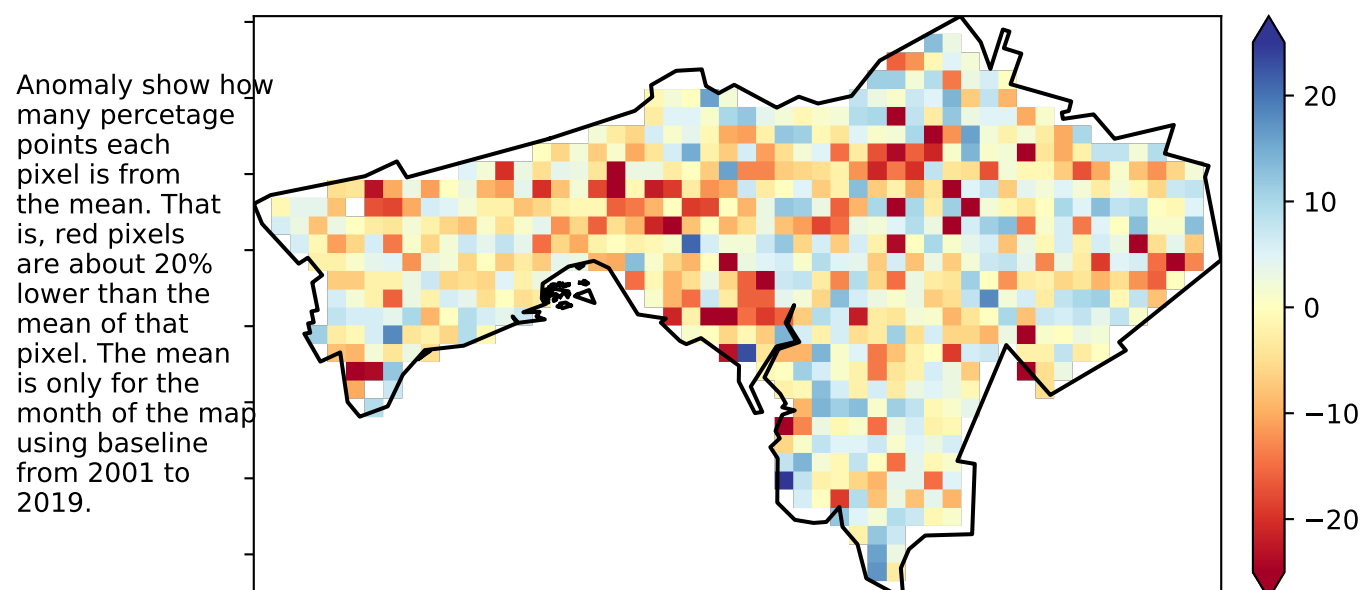 Anomaly show how
many percetage
points each
pixel is from
the mean. That
is, red pixels
are about 20%
lower than the
mean of that
pixel. The mean
is only for the
month of the map
using baseline
from 2001 to
2019.
20
10
0
−10
−20